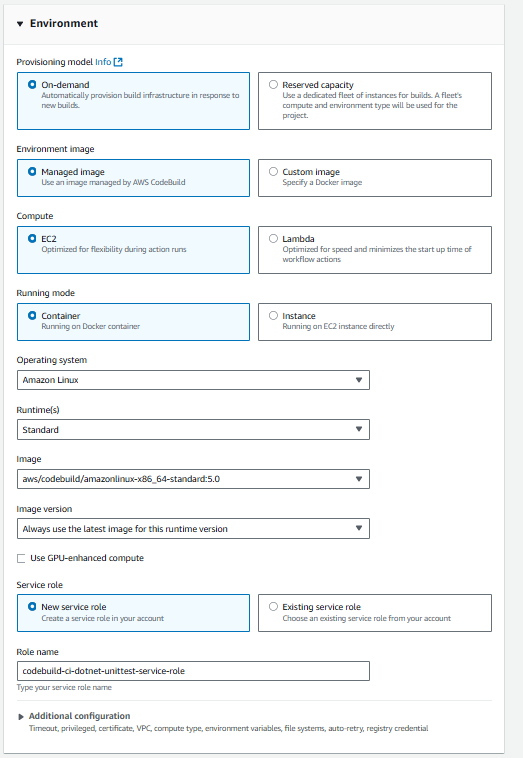 Environment
Provisioning model Info
On-demand
Automatically provision build infrastructure in response to
new builds.
Reserved capacity
Use a dedicated fleet of instances for builds. A fleet's
compute and environment type will be used for the
project.
Environment image
Managed image
Use an image managed by AWS CodeBuild
Custom image
Specify a Docker image
Compute
EC2
Optimized for flexibility during action runs
Lambda
Optimized for speed and minimizes the start up time of
workflow actions
Running mode
Container
Running on Docker container
Instance
Running on EC2 instance directly
Operating system
Amazon Linux
Runtime(s)
Standard
Image
aws/codebuild/amazonlinux-x86_64-standard:5.0
Image version
Always use the latest image for this runtime version
Use GPU-enhanced compute
Service role
New service role
Create a service role in your account
Existing service role
Choose an existing service role from your account
Role name
codebuild-ci-dotnet-unittest-service-role
Type your service role name
Additional configuration
Timeout, privileged, certificate, VPC, compute type, environment variables, file systems, auto-retry, registry credential